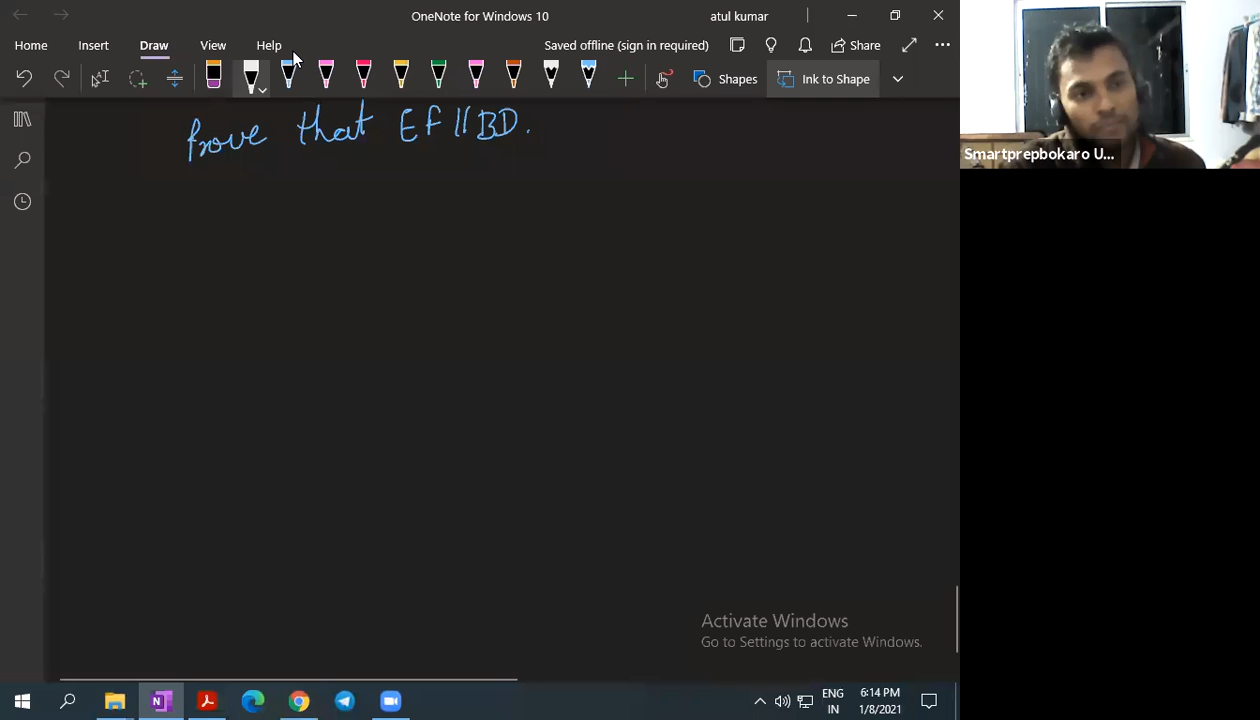 OneNote for Windows 10
atul kumar
Home Insert Draw View Help
Saved offline (sign in required)
Share
Shapes
Ink to Shape
Prove that EF || BD.
Smartprepbokaro U...
Activate Windows
Go to Settings to activate Windows.
ENG
IN
6:14 PM
1/8/2021